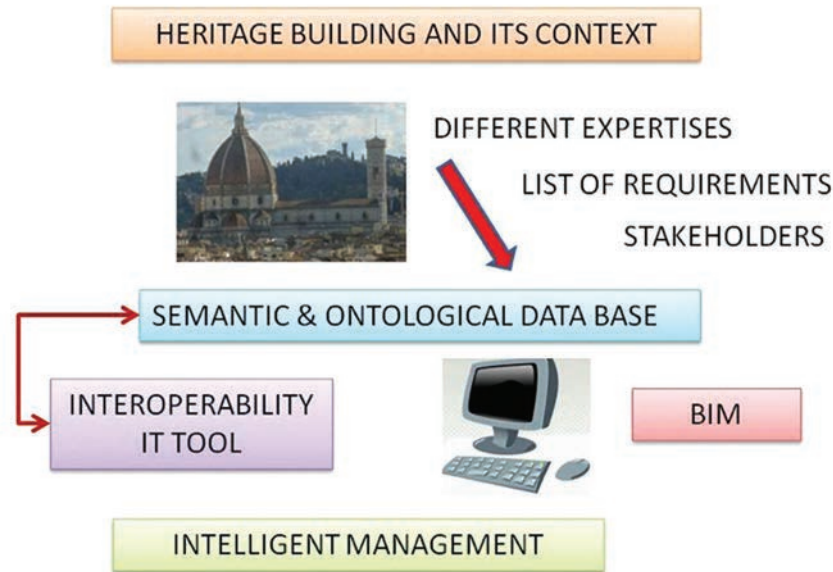 HERITAGE BUILDING AND ITS CONTEXT
DIFFERENT EXPERTISES
LIST OF REQUIREMENTS
STAKEHOLDERS
SEMANTIC & ONTOLOGICAL DATA BASE
INTEROPERABILITY
IT TOOL
BIM
INTELLIGENT MANAGEMENT